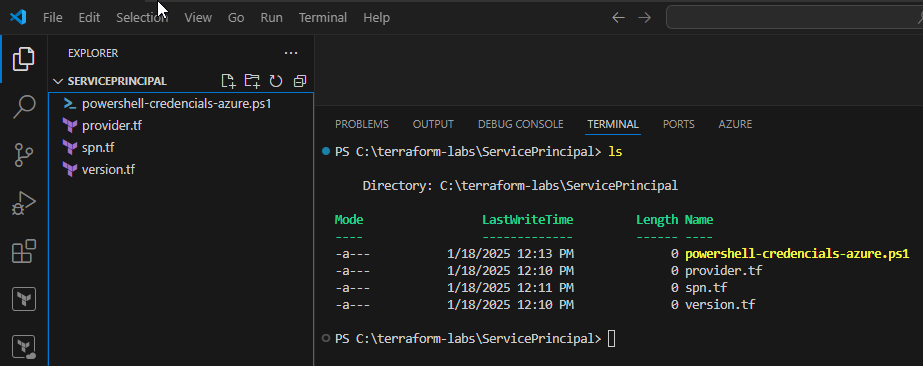 File Edit Selection View Go Run Terminal Help
EXPLORER
SERVICEPRINCIPAL
powershell-credencials-azure.ps1
provider.tf
spn.tf
version.tf
PROBLEMS OUTPUT DEBUG CONSOLE TERMINAL PORTS AZURE
PS C:\terraform-labs\ServicePrincipal> ls
Directory: C:\terraform-labs\ServicePrincipal
Mode LastWriteTime Length Name
---- ------------- ------ ----
-a--- 1/18/2025 12:13 PM 0 powershell-credencials-azure.ps1
-a--- 1/18/2025 12:10 PM 0 provider.tf
-a--- 1/18/2025 12:11 PM 0 spn.tf
-a--- 1/18/2025 12:10 PM 0 version.tf
PS C:\terraform-labs\ServicePrincipal>